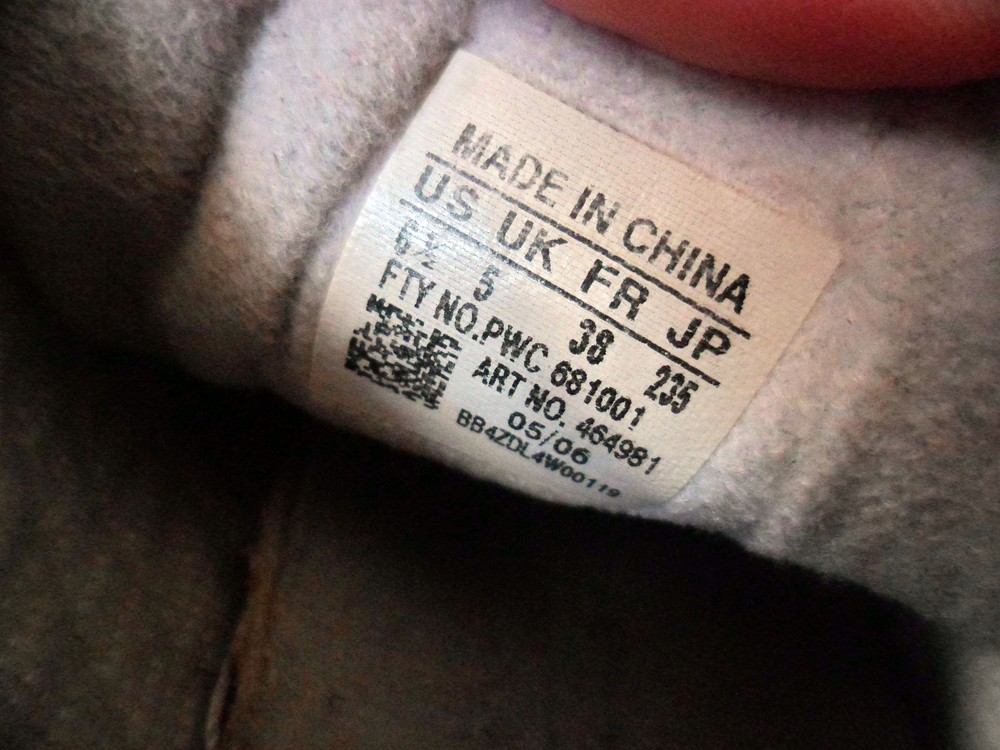 MADE IN CHINA
US UK FR JP
6½ 5 38 235
FTY NO.PWC 681001
ART NO. 464981
05/06
BB4ZDL4W00119